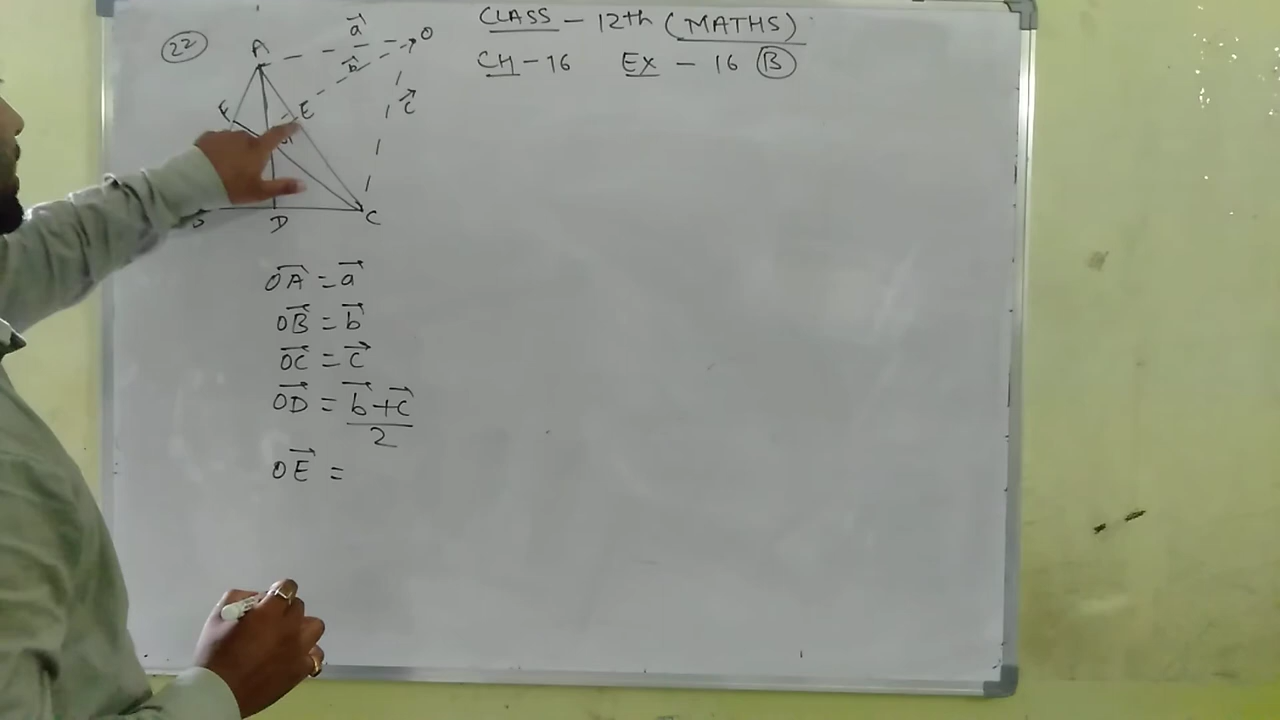 CLASS - 12th (MATHS)
CH - 16 EX - 16 (B)
(22)
a⃗
A
O
b⃗
F
E
c⃗
D
C
OA⃗ = a⃗
OB⃗ = b⃗
OC⃗ = c⃗
OD⃗ = b⃗ + c⃗
2
OE⃗ =